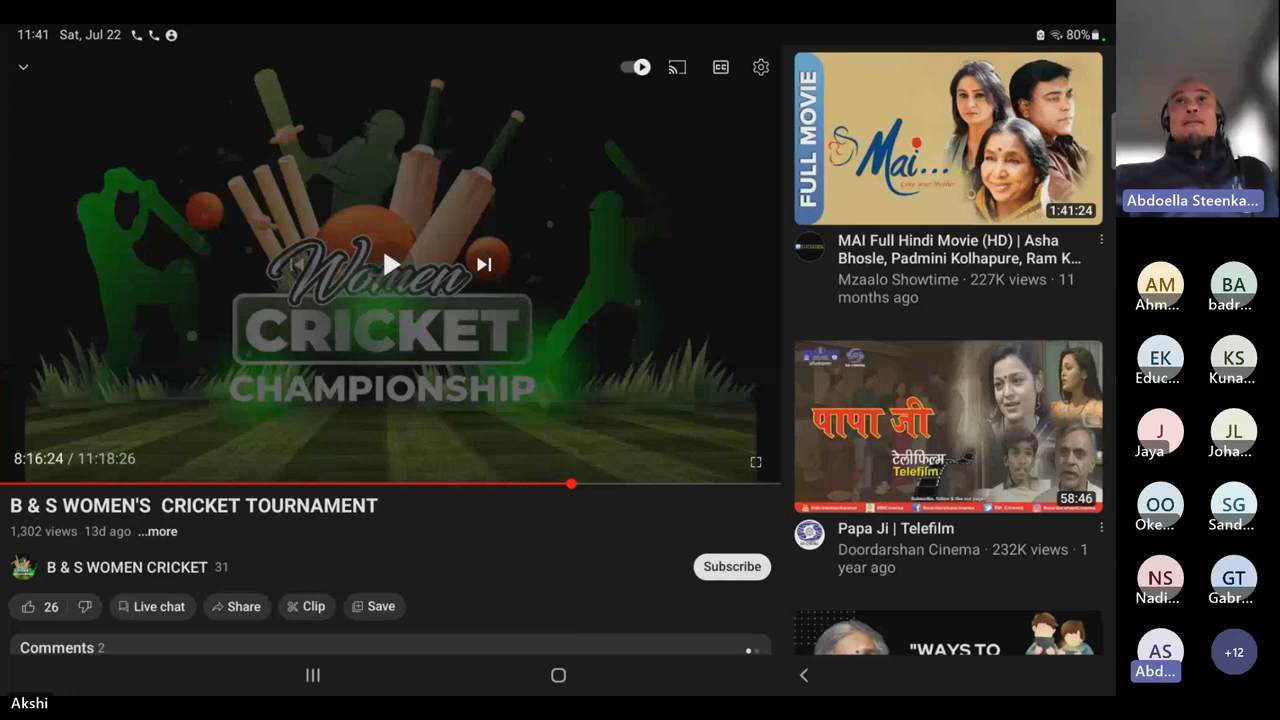 11:41 Sat, Jul 22
80%
Women
CRICKET
CHAMPIONSHIP
8:16:24 / 11:18:26
B & S WOMEN'S CRICKET TOURNAMENT
1,302 views 13d ago ...more
B & S WOMEN CRICKET 31
Subscribe
26
Live chat
Share
Clip
Save
Comments 2
FULL MOVIE
Mai...
Love your Mother
1:41:24
MAI Full Hindi Movie (HD) | Asha
Bhosle, Padmini Kolhapure, Ram K...
Mzaalo Showtime · 227K views · 11
months ago
पापा जी
टेलीफिल्म
Telefilm
58:46
Papa Ji | Telefilm
Doordarshan Cinema · 232K views · 1
year ago
"WAYS TO
Abdoella Steenka...
AM
Ahm...
BA
badr...
EK
Educ...
KS
Kuna...
J
Jaya
JL
Joha...
OO
Oke...
SG
Sand...
NS
Nadi...
GT
Gabr...
AS
Abd...
+12
Akshi